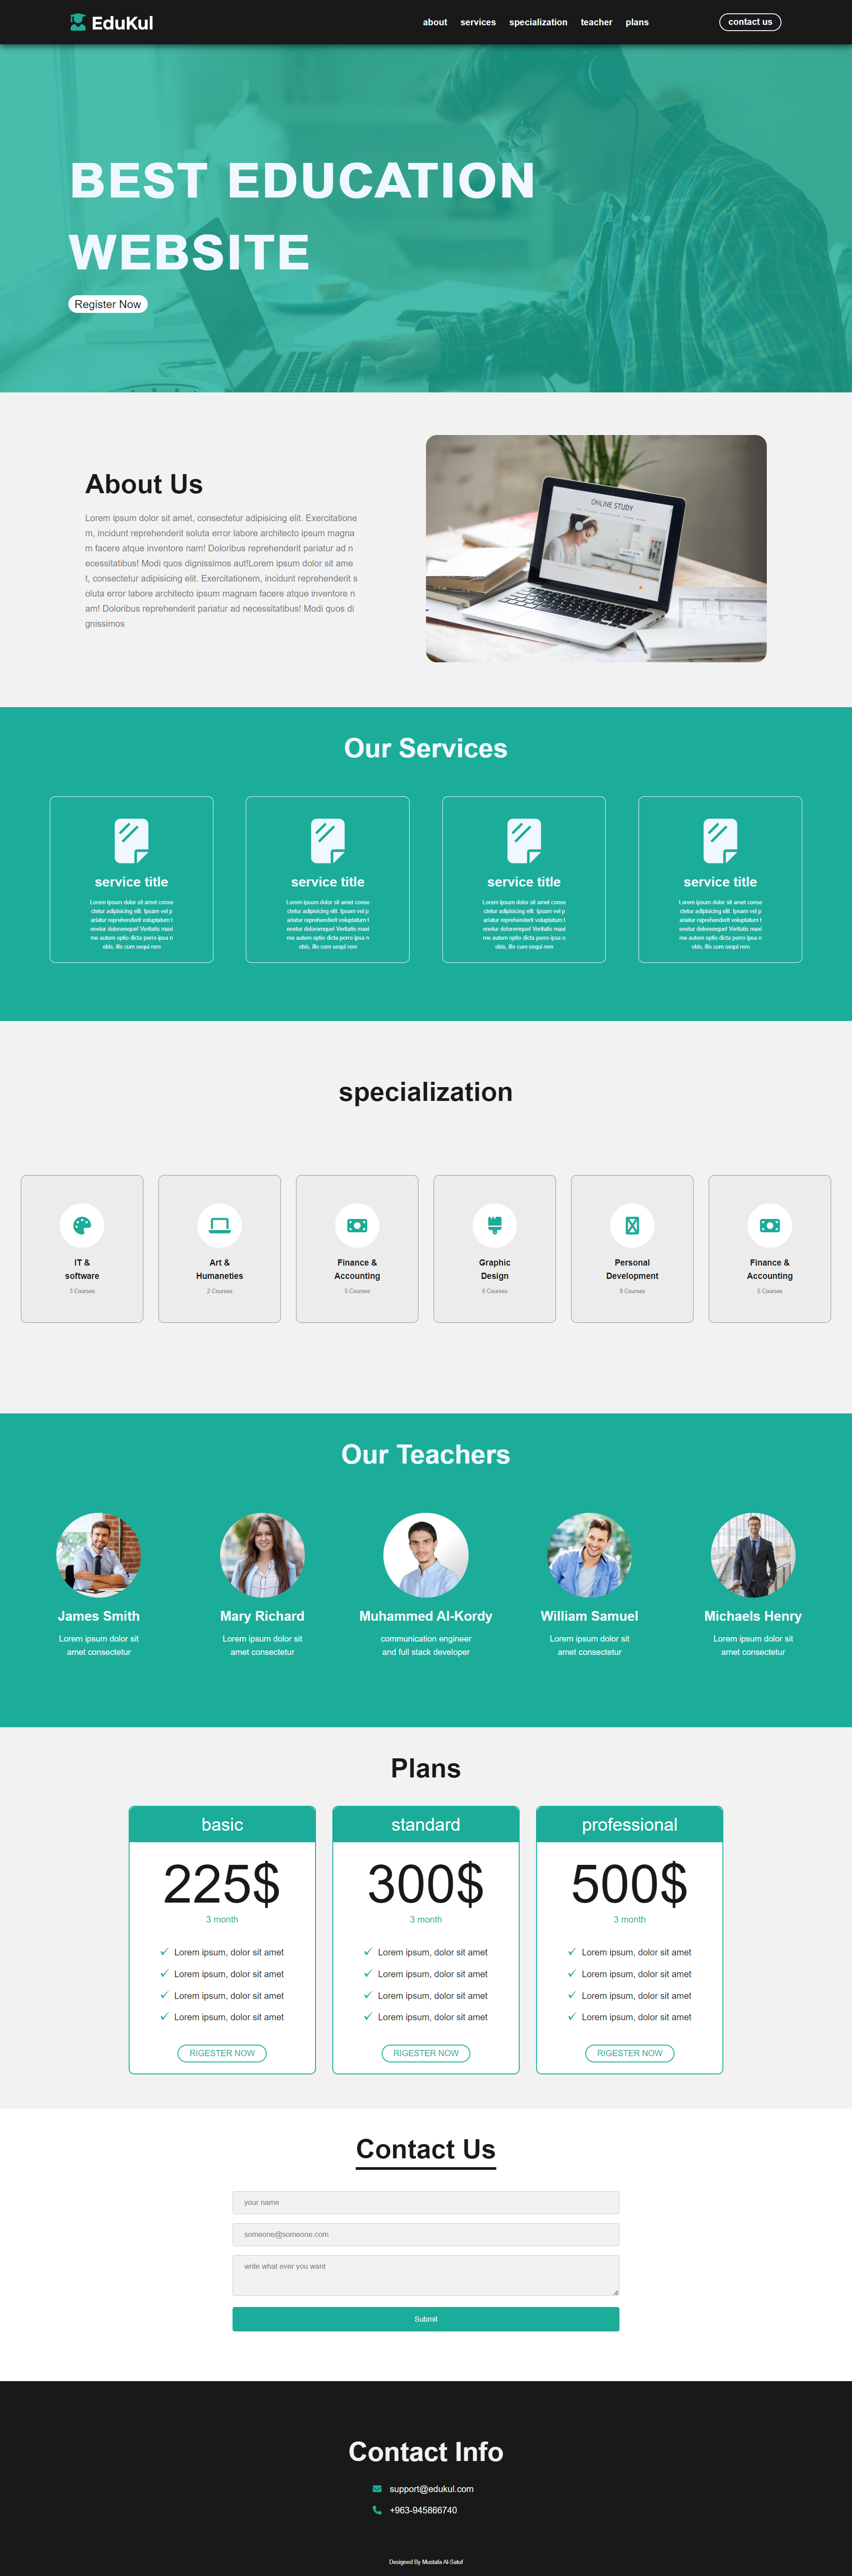 EduKul
about services specialization teacher plans
contact us
BEST EDUCATION
WEBSITE
Register Now
About Us
Lorem ipsum dolor sit amet, consectetur adipisicing elit. Exercitatione
m, incidunt reprehenderit soluta error labore architecto ipsum magna
m facere atque inventore nam! Doloribus reprehenderit pariatur ad n
ecessitatibus! Modi quos dignissimos aut!Lorem ipsum dolor sit ame
t, consectetur adipisicing elit. Exercitationem, incidunt reprehenderit s
oluta error labore architecto ipsum magnam facere atque inventore n
am! Doloribus reprehenderit pariatur ad necessitatibus! Modi quos di
gnissimos
ONLINE STUDY
Our Services
service title
Lorem ipsum dolor sit amet conse
ctetur adipisicing elit. Ipsam vel p
ariatur reprehenderit voluptatum t
enetur doloremque! Veritatis maxi
me autem optio dicta porro ipsa n
obis, illo cum sequi rem
service title
Lorem ipsum dolor sit amet conse
ctetur adipisicing elit. Ipsam vel p
ariatur reprehenderit voluptatum t
enetur doloremque! Veritatis maxi
me autem optio dicta porro ipsa n
obis, illo cum sequi rem
service title
Lorem ipsum dolor sit amet conse
ctetur adipisicing elit. Ipsam vel p
ariatur reprehenderit voluptatum t
enetur doloremque! Veritatis maxi
me autem optio dicta porro ipsa n
obis, illo cum sequi rem
service title
Lorem ipsum dolor sit amet conse
ctetur adipisicing elit. Ipsam vel p
ariatur reprehenderit voluptatum t
enetur doloremque! Veritatis maxi
me autem optio dicta porro ipsa n
obis, illo cum sequi rem
specialization
IT &
software
3 Courses
Art &
Humaneties
2 Courses
Finance &
Accounting
5 Courses
Graphic
Design
6 Courses
Personal
Development
9 Courses
Finance &
Accounting
5 Courses
Our Teachers
James Smith
Lorem ipsum dolor sit
amet consectetur
Mary Richard
Lorem ipsum dolor sit
amet consectetur
Muhammed Al-Kordy
communication engineer
and full stack developer
William Samuel
Lorem ipsum dolor sit
amet consectetur
Michaels Henry
Lorem ipsum dolor sit
amet consectetur
Plans
basic
225$
3 month
Lorem ipsum, dolor sit amet
Lorem ipsum, dolor sit amet
Lorem ipsum, dolor sit amet
Lorem ipsum, dolor sit amet
RIGESTER NOW
standard
300$
3 month
Lorem ipsum, dolor sit amet
Lorem ipsum, dolor sit amet
Lorem ipsum, dolor sit amet
Lorem ipsum, dolor sit amet
RIGESTER NOW
professional
500$
3 month
Lorem ipsum, dolor sit amet
Lorem ipsum, dolor sit amet
Lorem ipsum, dolor sit amet
Lorem ipsum, dolor sit amet
RIGESTER NOW
Contact Us
your name
someone@someone.com
write what ever you want
Submit
Contact Info
support@edukul.com
+963-945866740
Designed By Mustafa Al-Satuf